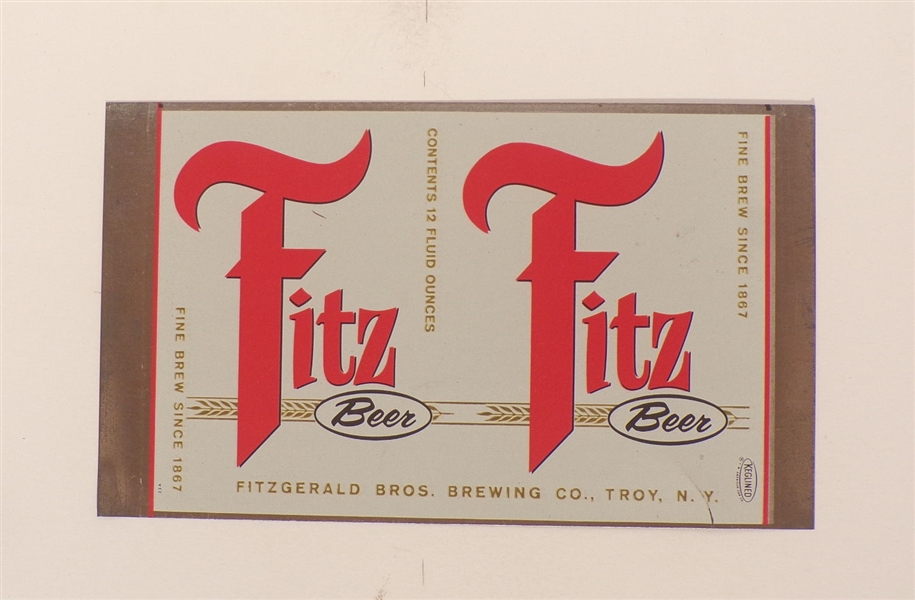 Fitz
Beer
FINE BREW SINCE 1867
CONTENTS 12 FLUID OUNCES
Fitz
Beer
FINE BREW SINCE 1867
FITZGERALD BROS. BREWING CO., TROY, N. Y.
KEGLINED